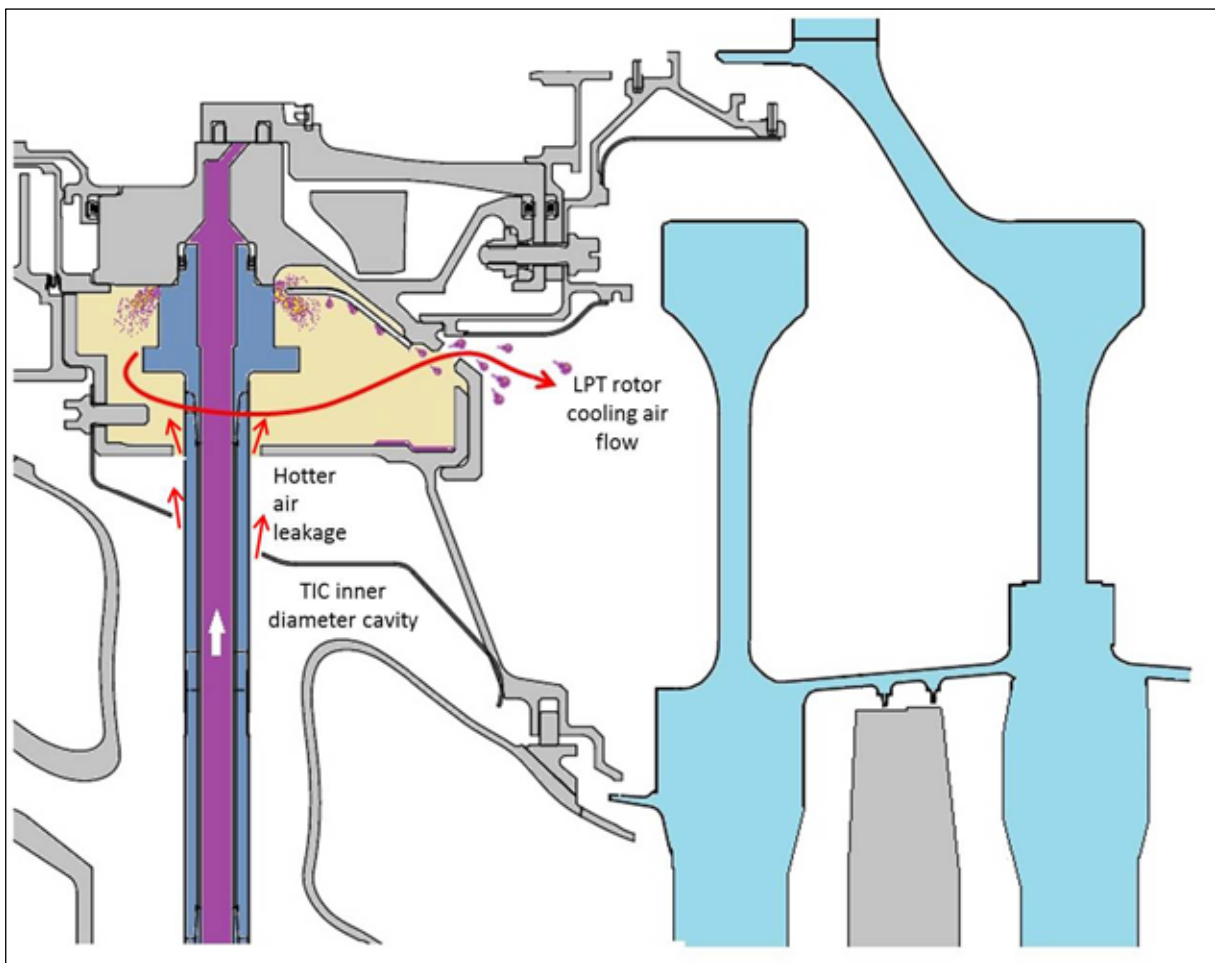 LPT rotor
cooling air
flow
Hotter
air
leakage
TIC inner
diameter cavity